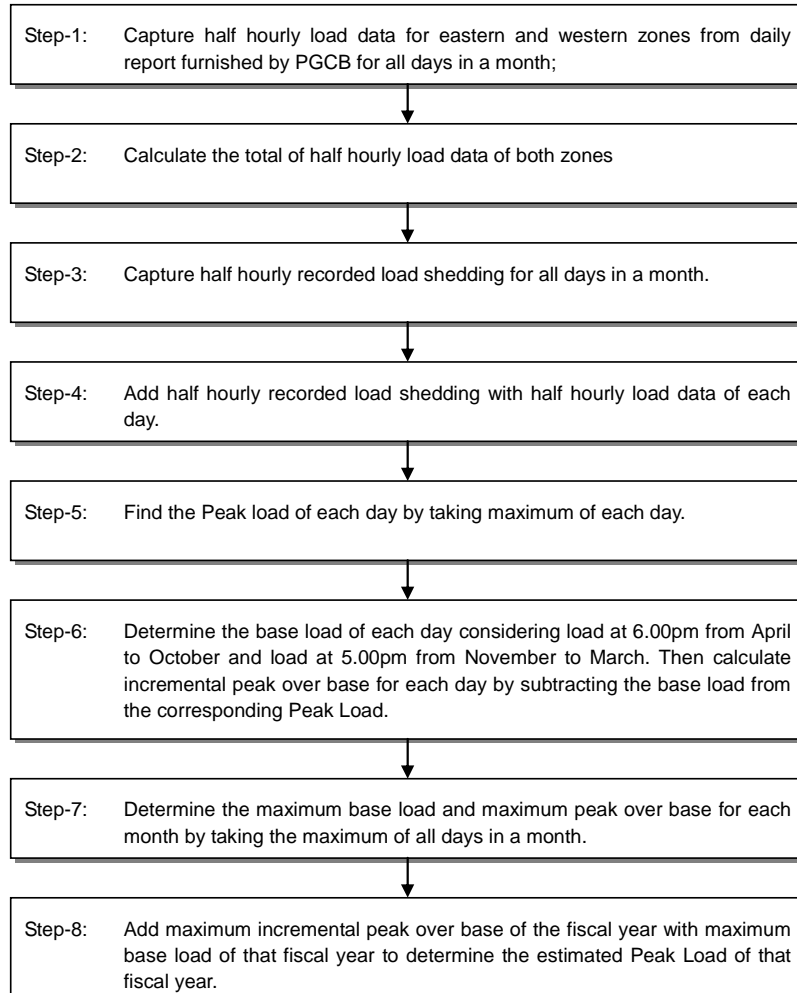 Step-1: Capture half hourly load data for eastern and western zones from daily
report furnished by PGCB for all days in a month;
Step-2: Calculate the total of half hourly load data of both zones
Step-3: Capture half hourly recorded load shedding for all days in a month.
Step-4: Add half hourly recorded load shedding with half hourly load data of each
day.
Step-5: Find the Peak load of each day by taking maximum of each day.
Step-6: Determine the base load of each day considering load at 6.00pm from April
to October and load at 5.00pm from November to March. Then calculate
incremental peak over base for each day by subtracting the base load from
the corresponding Peak Load.
Step-7: Determine the maximum base load and maximum peak over base for each
month by taking the maximum of all days in a month.
Step-8: Add maximum incremental peak over base of the fiscal year with maximum
base load of that fiscal year to determine the estimated Peak Load of that
fiscal year.